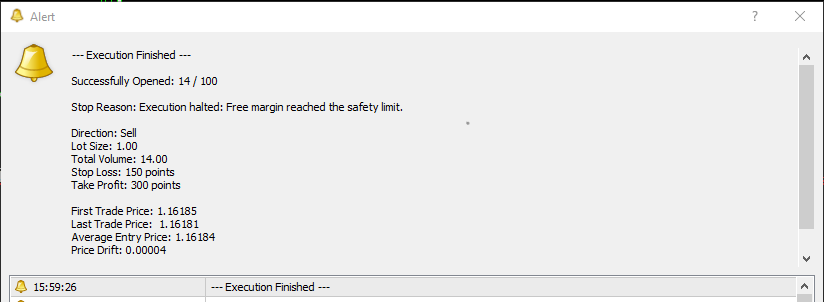 Alert
--- Execution Finished ---
Successfully Opened: 14 / 100
Stop Reason: Execution halted: Free margin reached the safety limit.
Direction: Sell
Lot Size: 1.00
Total Volume: 14.00
Stop Loss: 150 points
Take Profit: 300 points
First Trade Price: 1.16185
Last Trade Price:  1.16181
Average Entry Price: 1.16184
Price Drift: 0.00004
15:59:26 --- Execution Finished ---